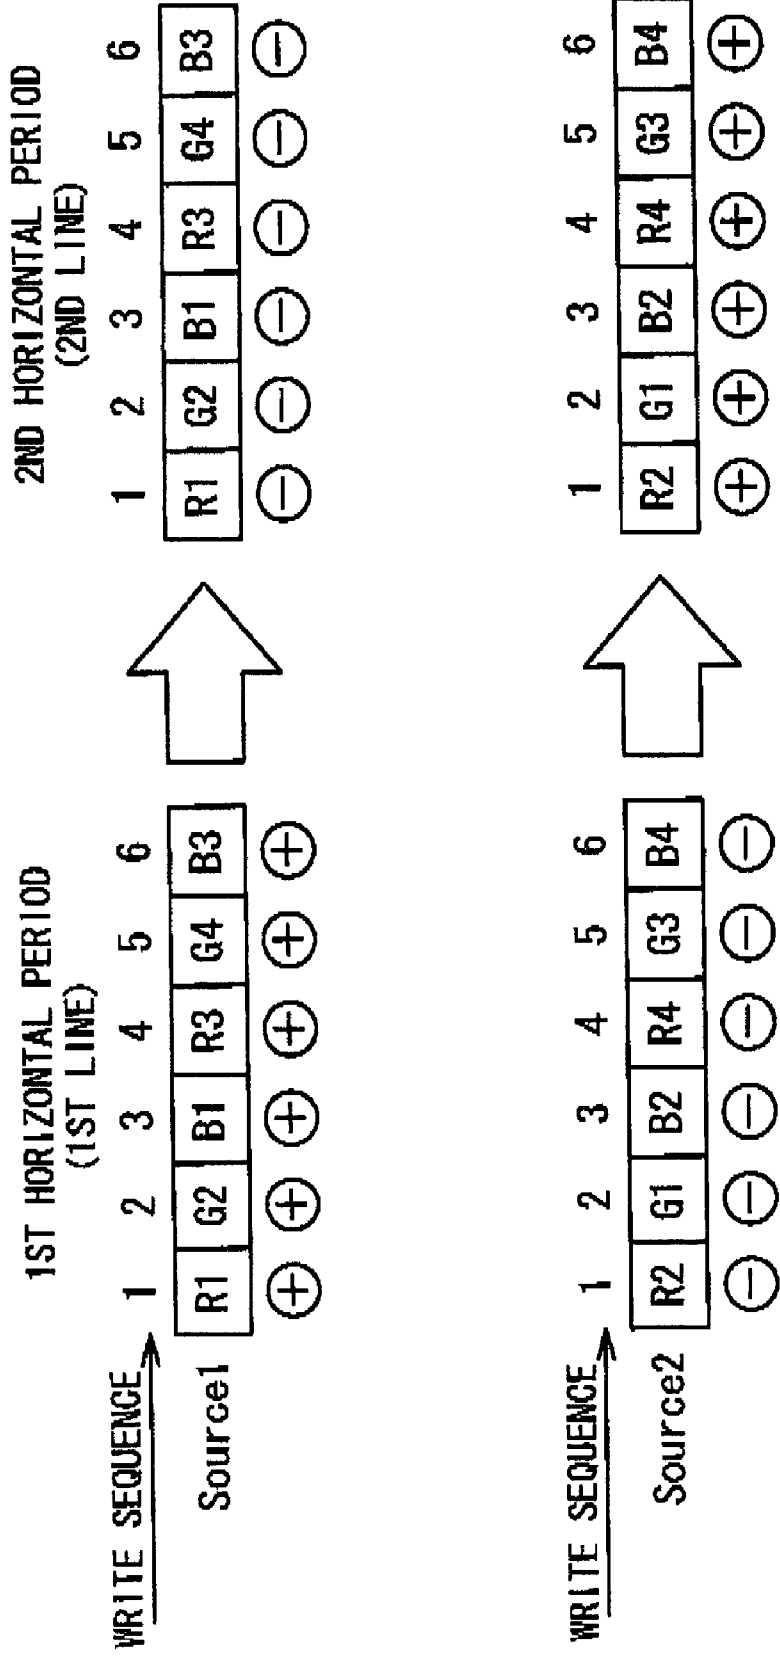 1ST HORIZONTAL PERIOD
(1ST LINE)
2ND HORIZONTAL PERIOD
(2ND LINE)
WRITE SEQUENCE 1 2 3 4 5 6 1 2 3 4 5 6
Source1 R1 G2 B1 R3 G4 B3 R1 G2 B1 R3 G4 B3
+ + + + + + − − − − − −
WRITE SEQUENCE 1 2 3 4 5 6 1 2 3 4 5 6
Source2 R2 G1 B2 R4 G3 B4 R2 G1 B2 R4 G3 B4
− − − − − − + + + + + +